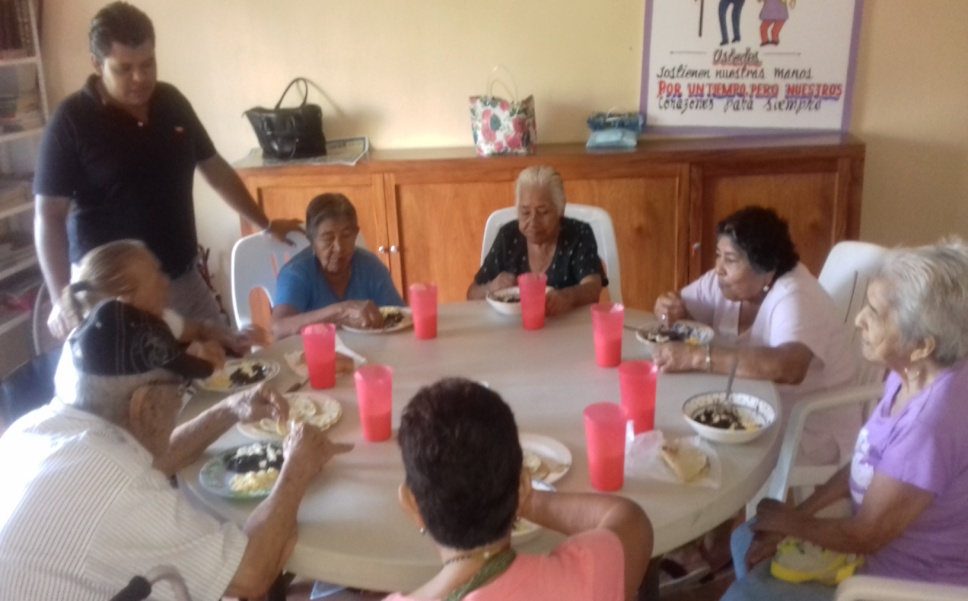 Ustedes
Sostienen nuestras manos
POR UN TIEMPO, PERO NUESTROS
Corazones para siempre